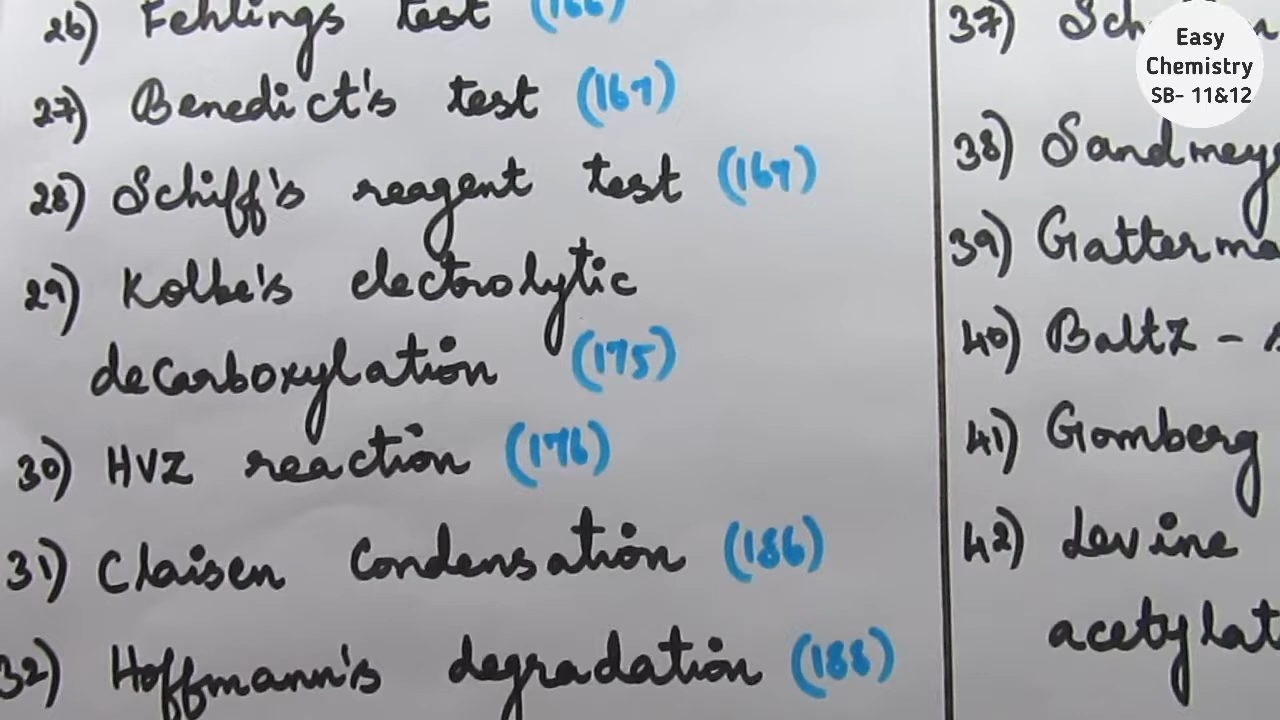 26) Fehlings test (166)
27) Benedict's test (167)
28) Schiff's reagent test (167)
29) Kolbe's electrolytic
decarboxylation (175)
30) HVZ reaction (176)
31) Claisen Condensation (186)
32) Hoffmann's degradation (188)
37)
38)
39)
40) Baltz -
41) Gomberg
42) Levine
Easy
Chemistry
SB- 11&12